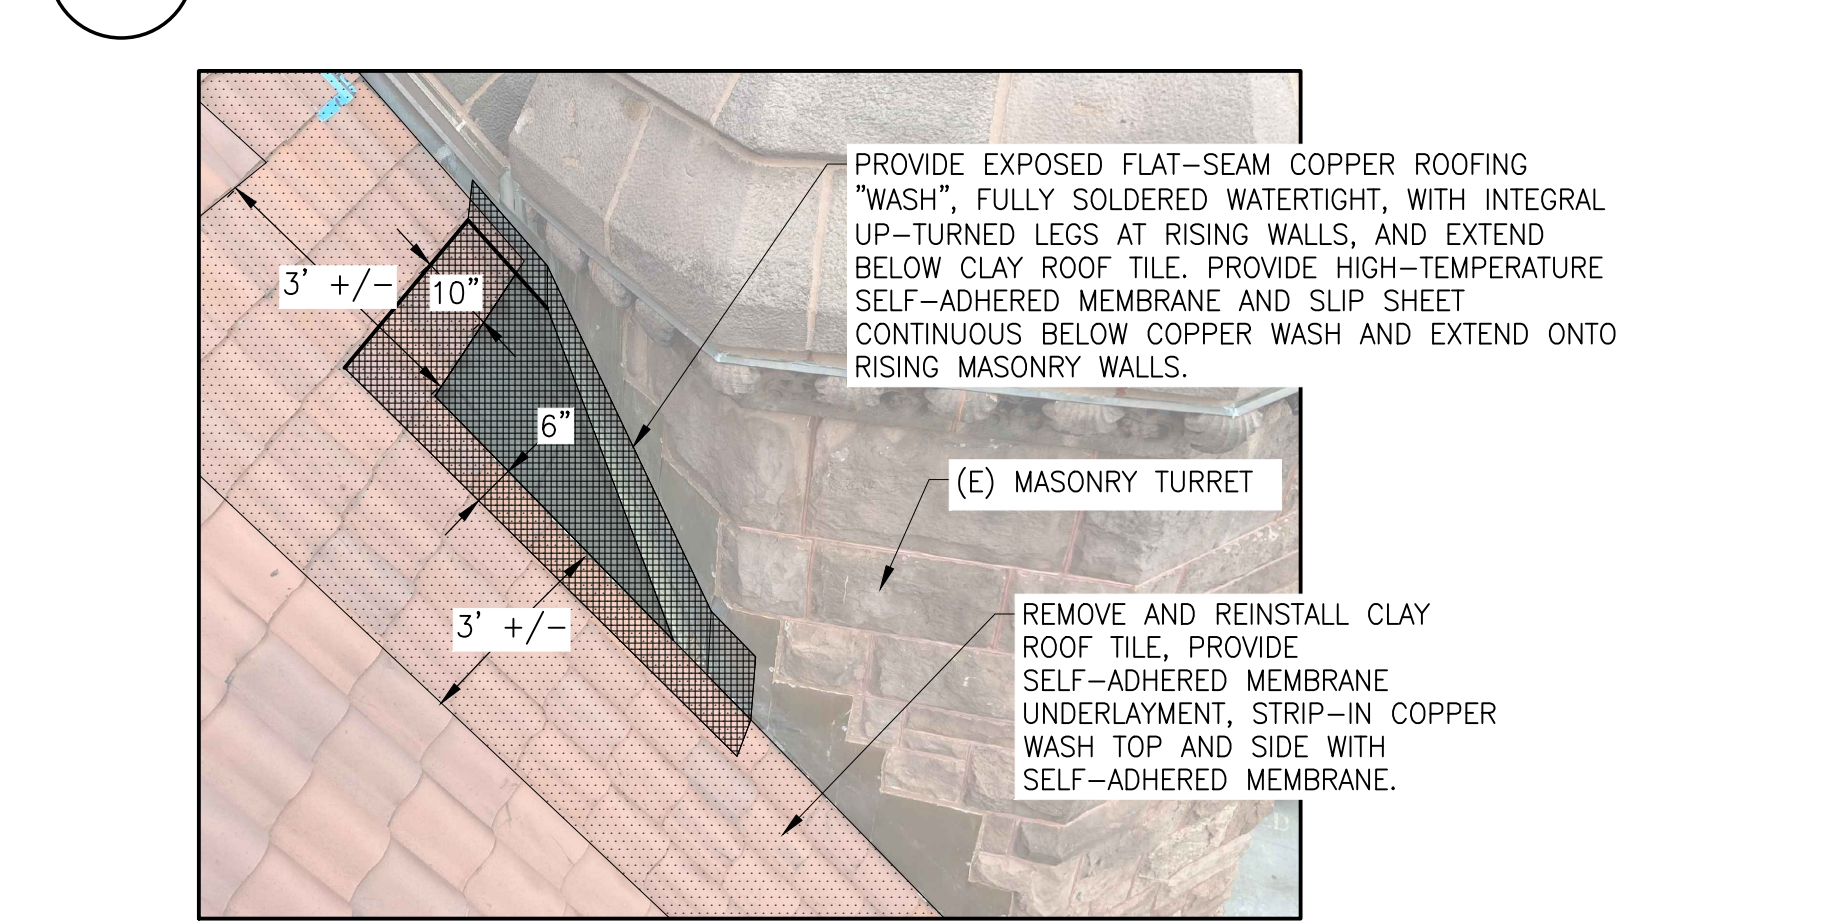 PROVIDE EXPOSED FLAT-SEAM COPPER ROOFING
"WASH", FULLY SOLDERED WATERTIGHT, WITH INTEGRAL
UP-TURNED LEGS AT RISING WALLS, AND EXTEND
BELOW CLAY ROOF TILE. PROVIDE HIGH-TEMPERATURE
SELF-ADHERED MEMBRANE AND SLIP SHEET
CONTINUOUS BELOW COPPER WASH AND EXTEND ONTO
RISING MASONRY WALLS.
3' +/-
10"
6"
(E) MASONRY TURRET
3' +/-
REMOVE AND REINSTALL CLAY
ROOF TILE, PROVIDE
SELF-ADHERED MEMBRANE
UNDERLAYMENT, STRIP-IN COPPER
WASH TOP AND SIDE WITH
SELF-ADHERED MEMBRANE.